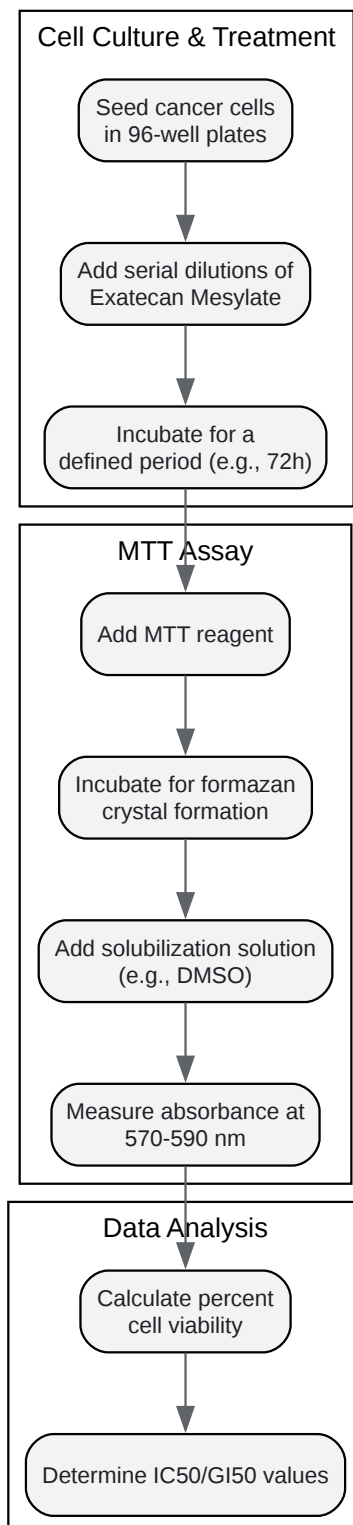 Cell Culture & Treatment
Seed cancer cells
in 96-well plates
Add serial dilutions of
Exatecan Mesylate
Incubate for a
defined period (e.g., 72h)
MTT Assay
Add MTT reagent
Incubate for formazan
crystal formation
Add solubilization solution
(e.g., DMSO)
Measure absorbance at
570-590 nm
Data Analysis
Calculate percent
cell viability
Determine IC50/GI50 values